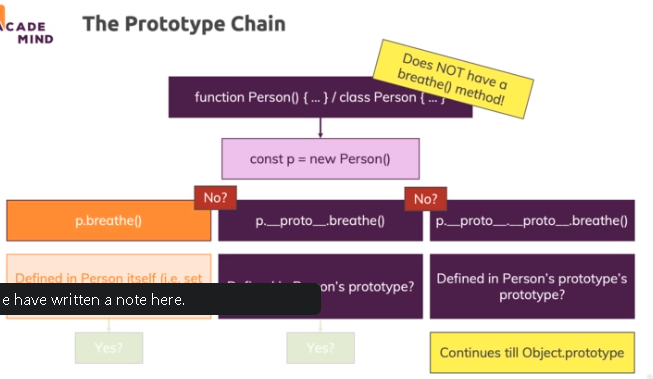 CADE
MIND
The Prototype Chain
Does NOT have a
breathe() method!
function Person() { ... } / class Person { ... }
const p = new Person()
No?
No?
p.breathe()
p.__proto__.breathe()
p.__proto__.__proto__.breathe()
Defined in Person itself (i.e. set
n's prototype?
Defined in Person's prototype's
prototype?
e have written a note here.
Yes?
Yes?
Continues till Object.prototype